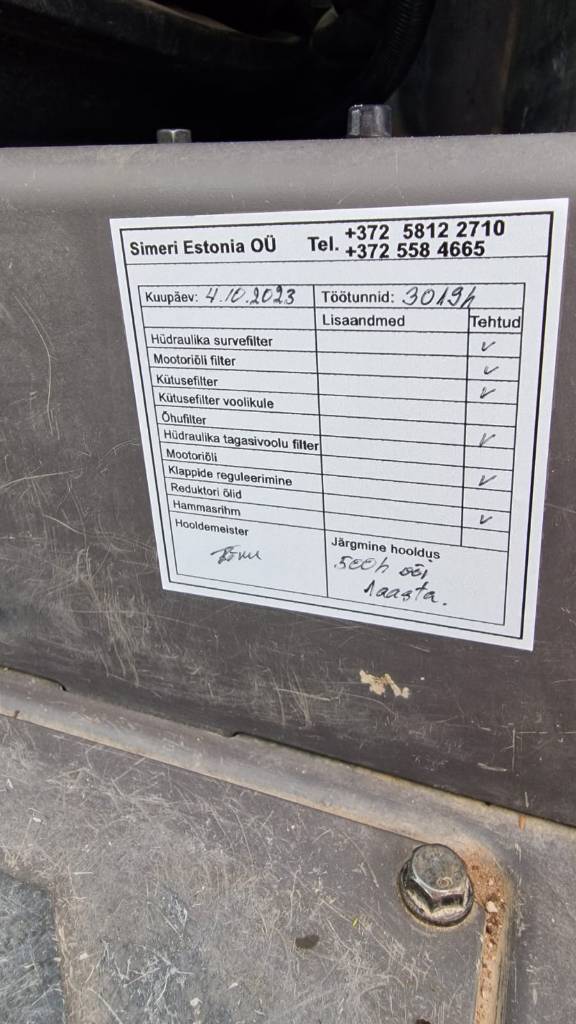 Simeri Estonia OÜ Tel. +372 5812 2710
+372 558 4665
Kuupäev: 4.10.2023 Töötunnid: 3019h
Lisaandmed Tehtud
Hüdraulika survefilter ✓
Mootoriõli filter ✓
Kütusefilter ✓
Kütusefilter voolikule
Õhufilter
Hüdraulika tagasivoolu filter ✓
Mootoriõli
Klappide reguleerimine ✓
Reduktori õlid
Hammasrihm ✓
Hooldemeister Järgmine hooldus
500h või
1 aasta.